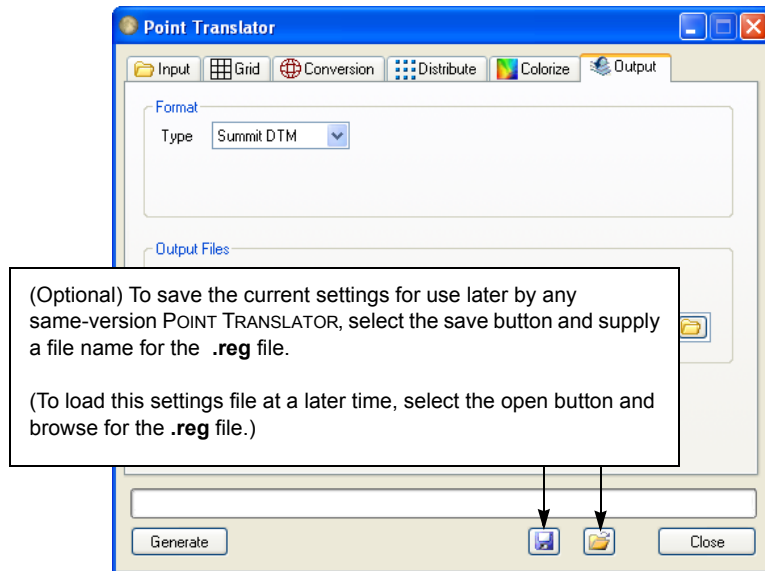 Point Translator
Input Grid Conversion Distribute Colorize Output
Format
Type Summit DTM
Output Files
(Optional) To save the current settings for use later by any
same-version POINT TRANSLATOR, select the save button and supply
a file name for the .reg file.
(To load this settings file at a later time, select the open button and
browse for the .reg file.)
Generate Close